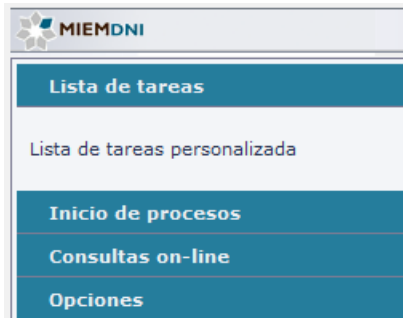 MIEMDNI
Lista de tareas
Lista de tareas personalizada
Inicio de procesos
Consultas on-line
Opciones